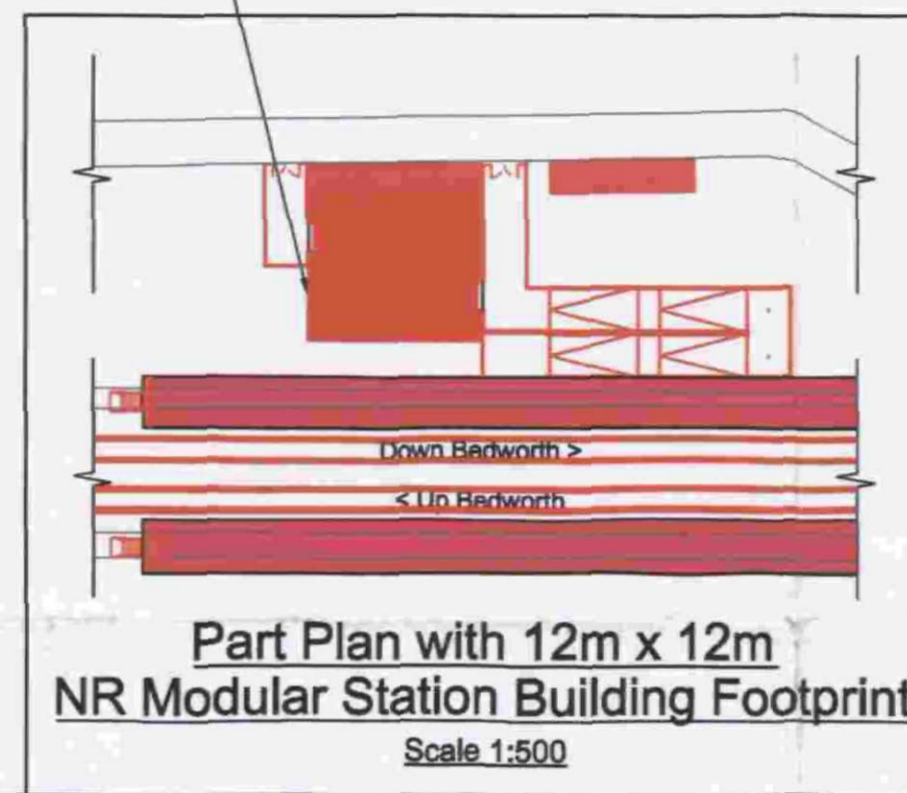 Down Bedworth >
< Up Bedworth
Part Plan with 12m x 12m
NR Modular Station Building Footprint
Scale 1:500